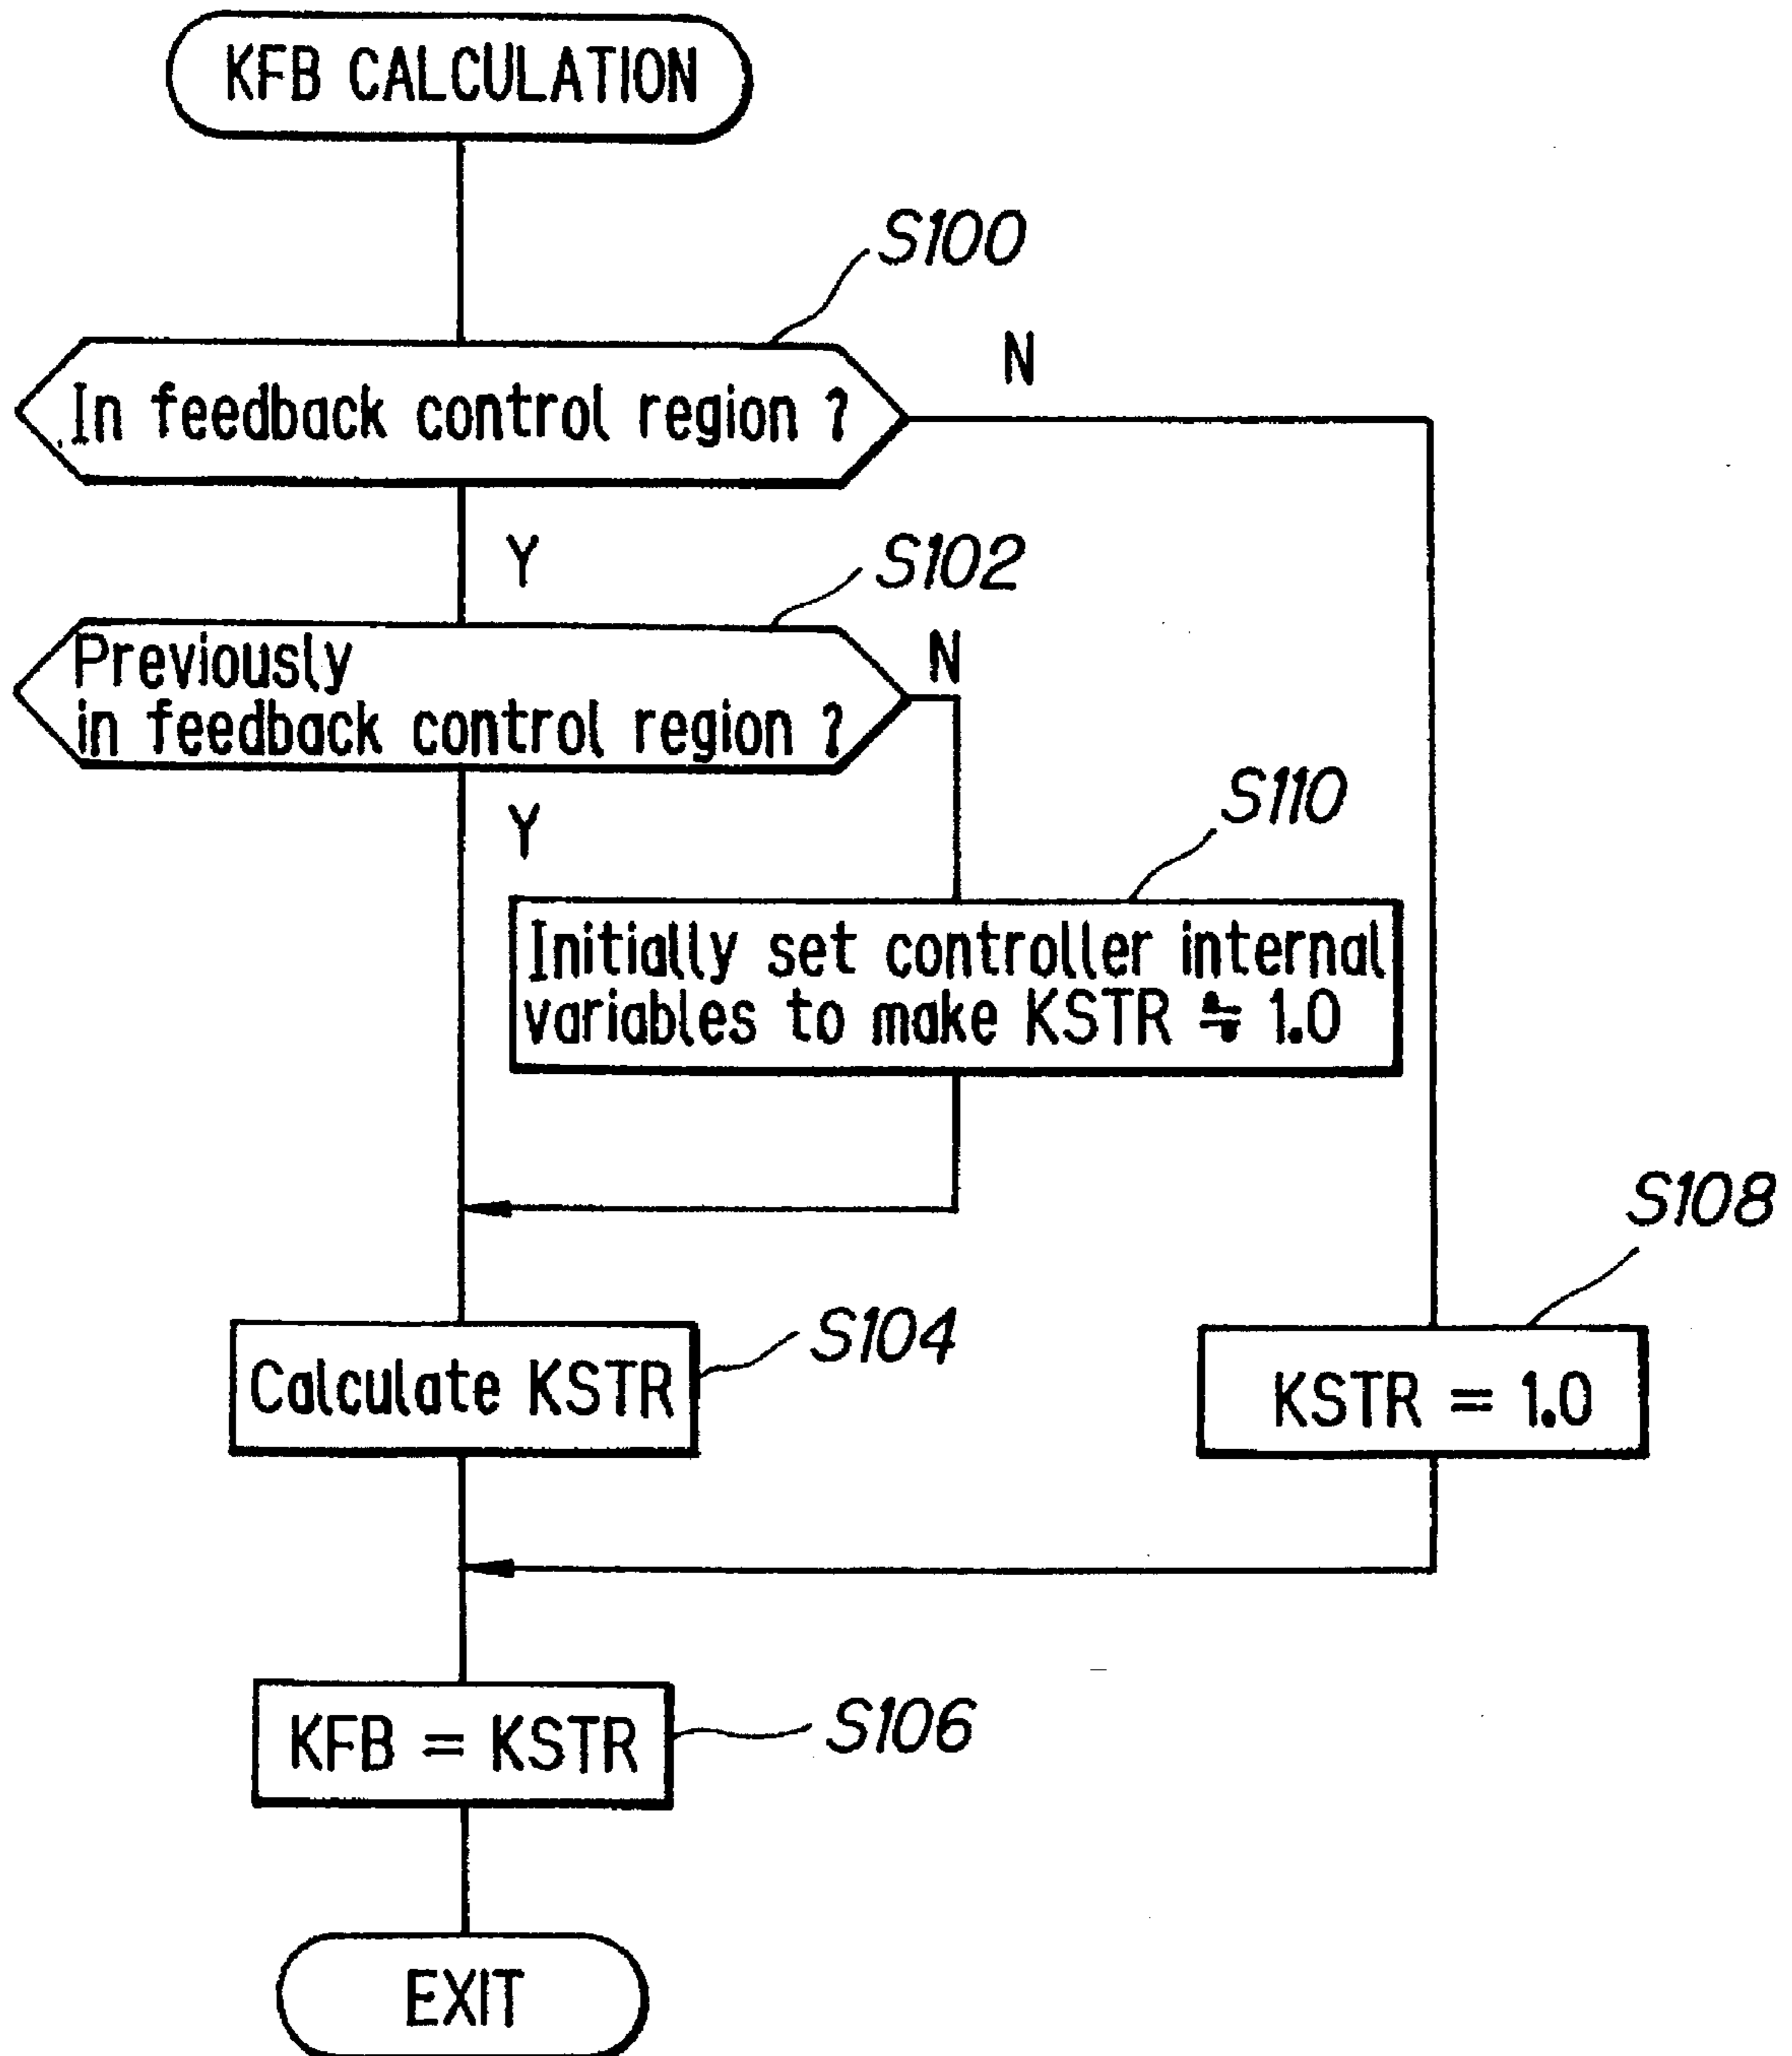 KFB CALCULATION
S100
N
In feedback control region ?
Y
S102
N
Previously
in feedback control region ?
Y
S110
Initially set controller internal
variables to make KSTR ≒ 1.0
S108
S104
Calculate KSTR
KSTR = 1.0
KFB = KSTR
S106
EXIT